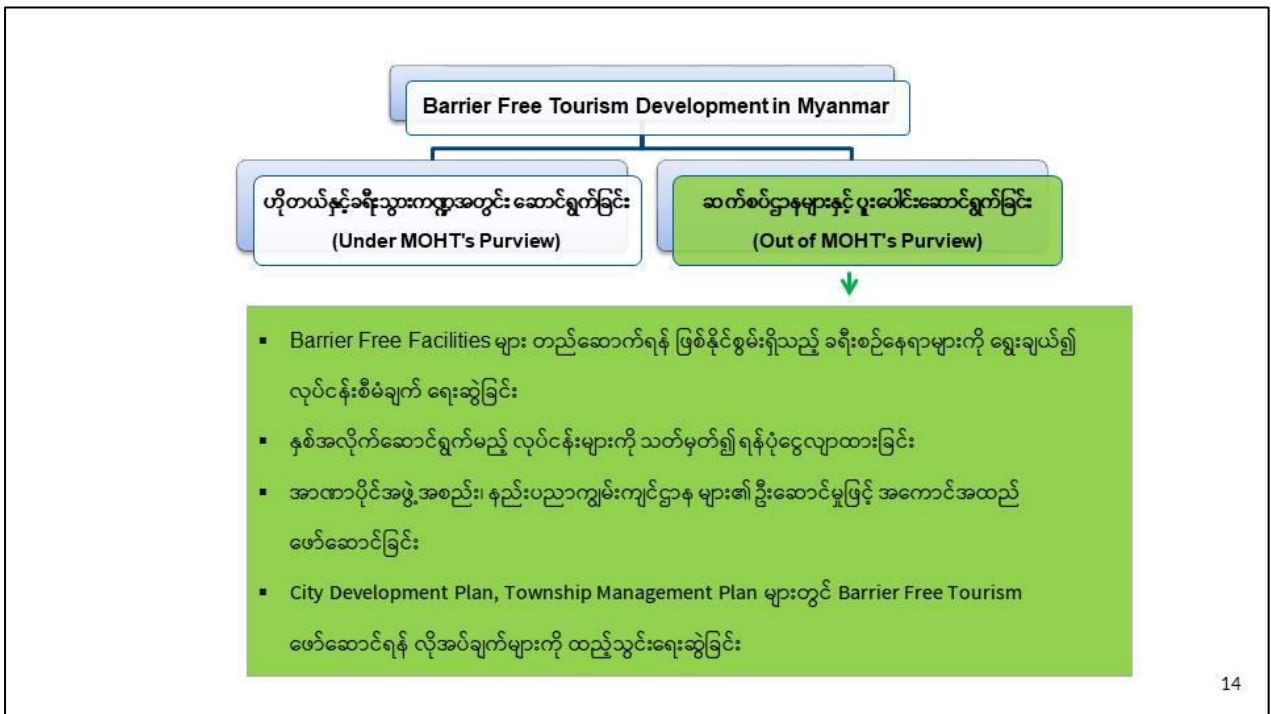 Barrier Free Tourism Development in Myanmar
ဟိုတယ်နှင့်ခရီးသွားကဏ္ဍအတွင်း ဆောင်ရွက်ခြင်း
(Under MOHT's Purview)
ဆက်စပ်ဌာနများနှင့် ပူးပေါင်းဆောင်ရွက်ခြင်း
(Out of MOHT's Purview)
▪ Barrier Free Facilities များ တည်ဆောက်ရန် ဖြစ်နိုင်စွမ်းရှိသည့် ခရီးစဉ်နေရာများကို ရွေးချယ်၍
လုပ်ငန်းစီမံချက် ရေးဆွဲခြင်း
▪ နှစ်အလိုက်ဆောင်ရွက်မည့် လုပ်ငန်းများကို သတ်မှတ်၍ ရန်ပုံငွေလျာထားခြင်း
▪ အာဏာပိုင်အဖွဲ့အစည်း၊ နည်းပညာကျွမ်းကျင်ဌာန များ၏ ဦးဆောင်မှုဖြင့် အကောင်အထည်
ဖော်ဆောင်ခြင်း
▪ City Development Plan, Township Management Plan များတွင် Barrier Free Tourism
ဖော်ဆောင်ရန် လိုအပ်ချက်များကို ထည့်သွင်းရေးဆွဲခြင်း
14